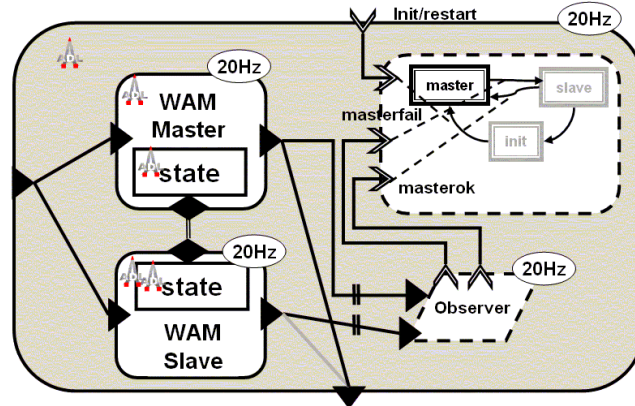 Init/restart
20Hz
20Hz
WAM
Master
state
master
slave
masterfail
init
masterok
20Hz
state
WAM
Slave
20Hz
Observer